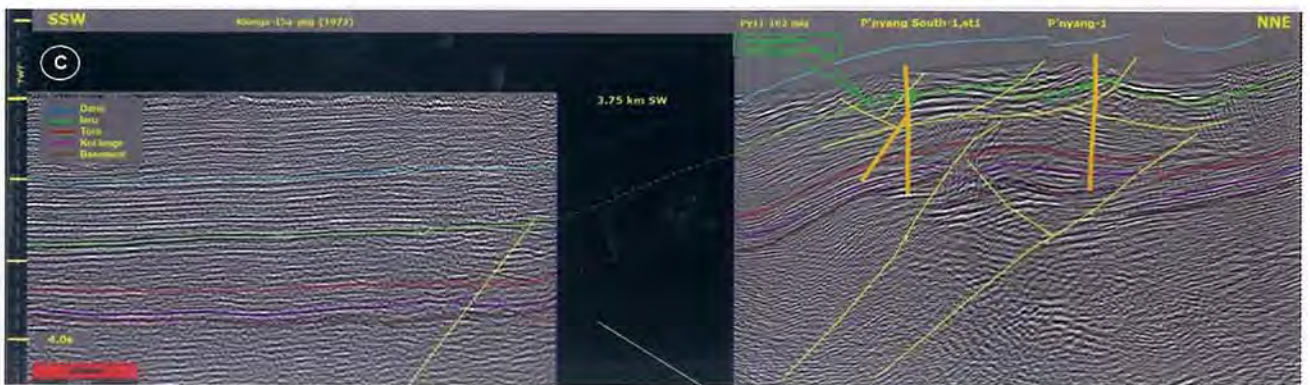 SSW
P'nyang South-1,st1
P'nyang-1
NNE
C
TWT
3.75 km SW
Darai
Ieru
Toro
Koi Iange
Basement
4.0s